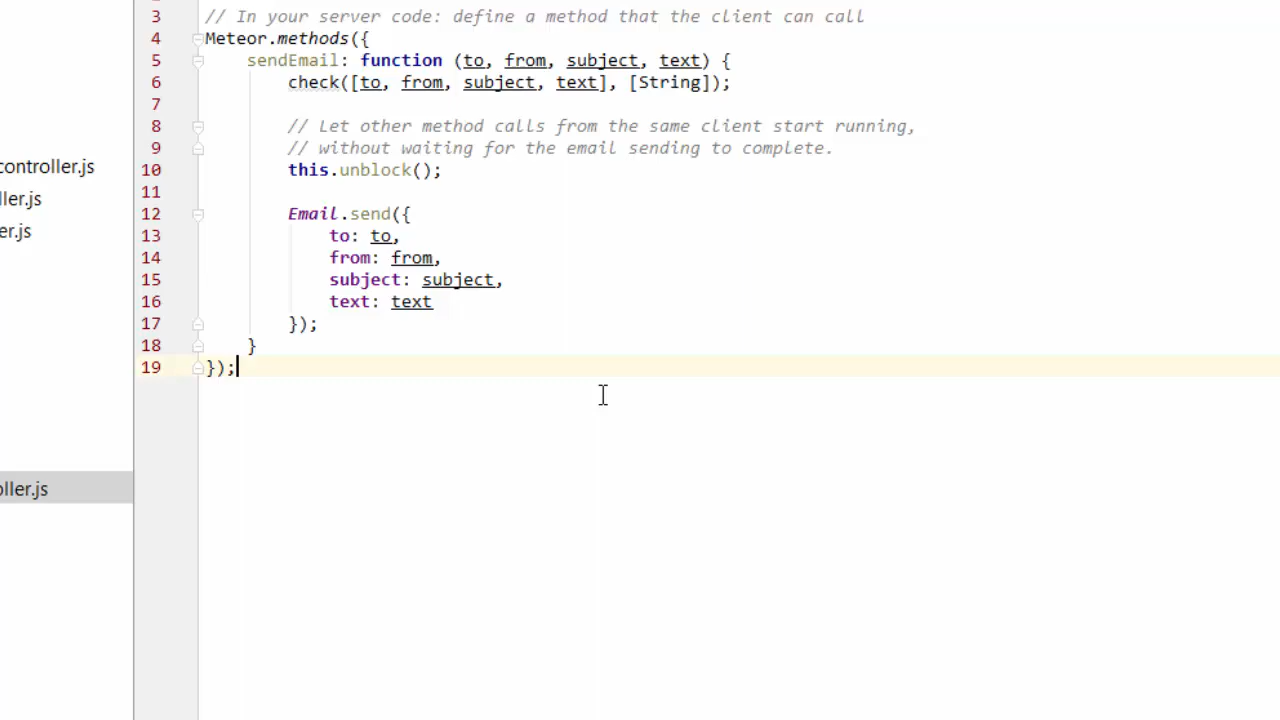 3 // In your server code: define a method that the client can call
4 Meteor.methods({
5 sendEmail: function (to, from, subject, text) {
6 check([to, from, subject, text], [String]);
7
8 // Let other method calls from the same client start running,
9 // without waiting for the email sending to complete.
10 this.unblock();
11
12 Email.send({
13 to: to,
14 from: from,
15 subject: subject,
16 text: text
17 });
18 }
19 });
controller.js
ller.js
er.js
oller.js